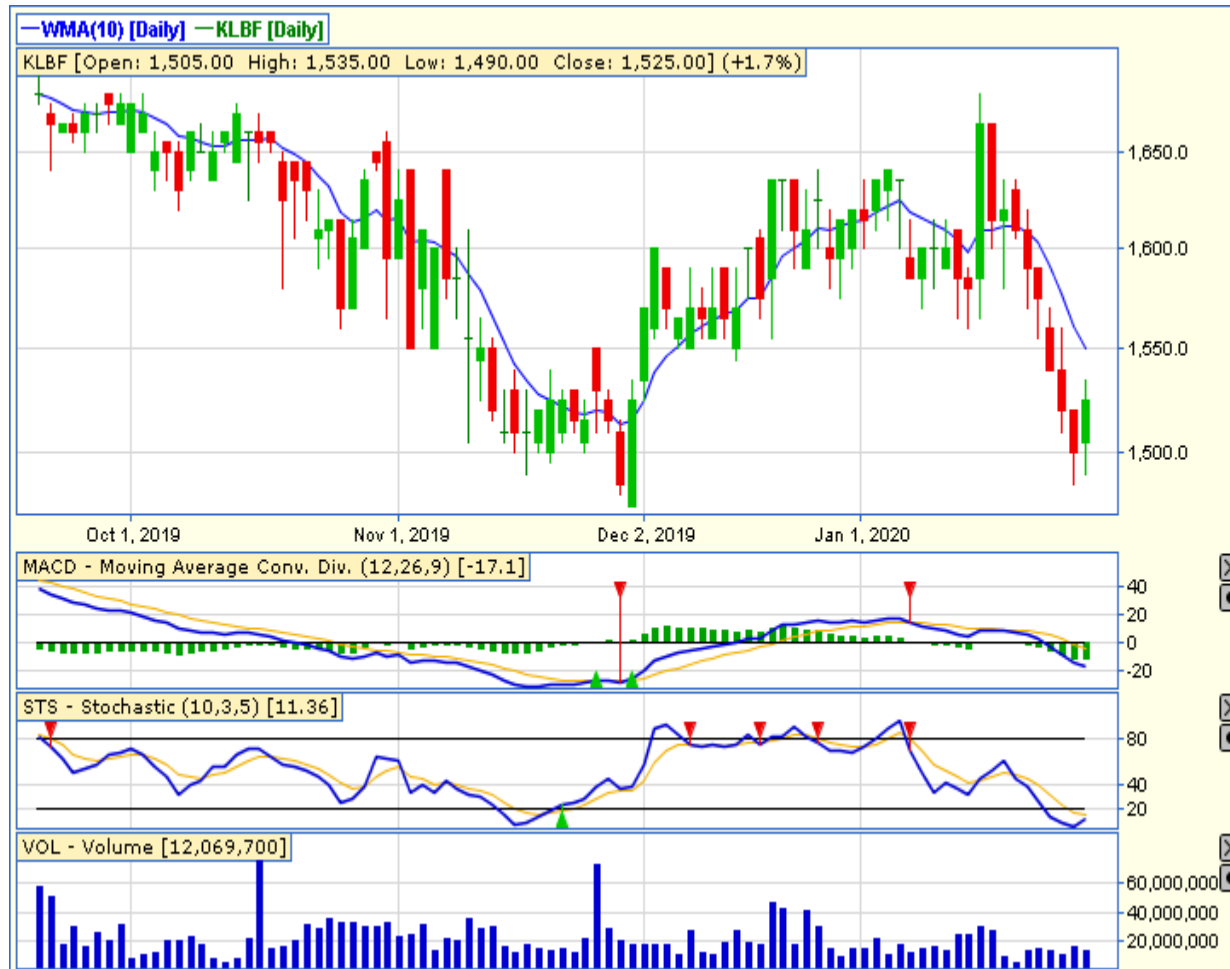 WMA(10) [Daily] KLBF [Daily]
KLBF [Open: 1,505.00 High: 1,535.00 Low: 1,490.00 Close: 1,525.00] (+1.7%)
1,650.0
1,600.0
1,550.0
1,500.0
Oct 1, 2019 Nov 1, 2019 Dec 2, 2019 Jan 1, 2020
MACD - Moving Average Conv. Div. (12,26,9) [-17.1]
40
20
0
-20
STS - Stochastic (10,3,5) [11.36]
80
40
20
VOL - Volume [12,069,700]
60,000,000
40,000,000
20,000,000